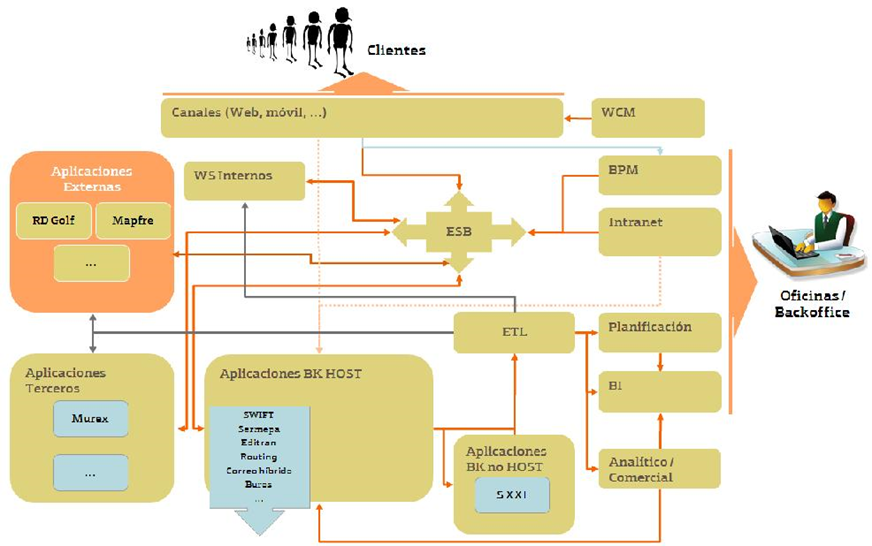 Clientes
Canales (Web, móvil, ...)
WCM
Aplicaciones
Externas
RD Golf
Mapfre
...
WS Internos
BPM
Intranet
ESB
Oficinas /
Backoffice
ETL
Planificación
BI
Analítico /
Comercial
Aplicaciones
Terceros
Murex
...
Aplicaciones BK HOST
SWIFT
Sermepa
Editran
Routing
Correo híbrido
Buros
...
Aplicaciones
BK no HOST
SXXI